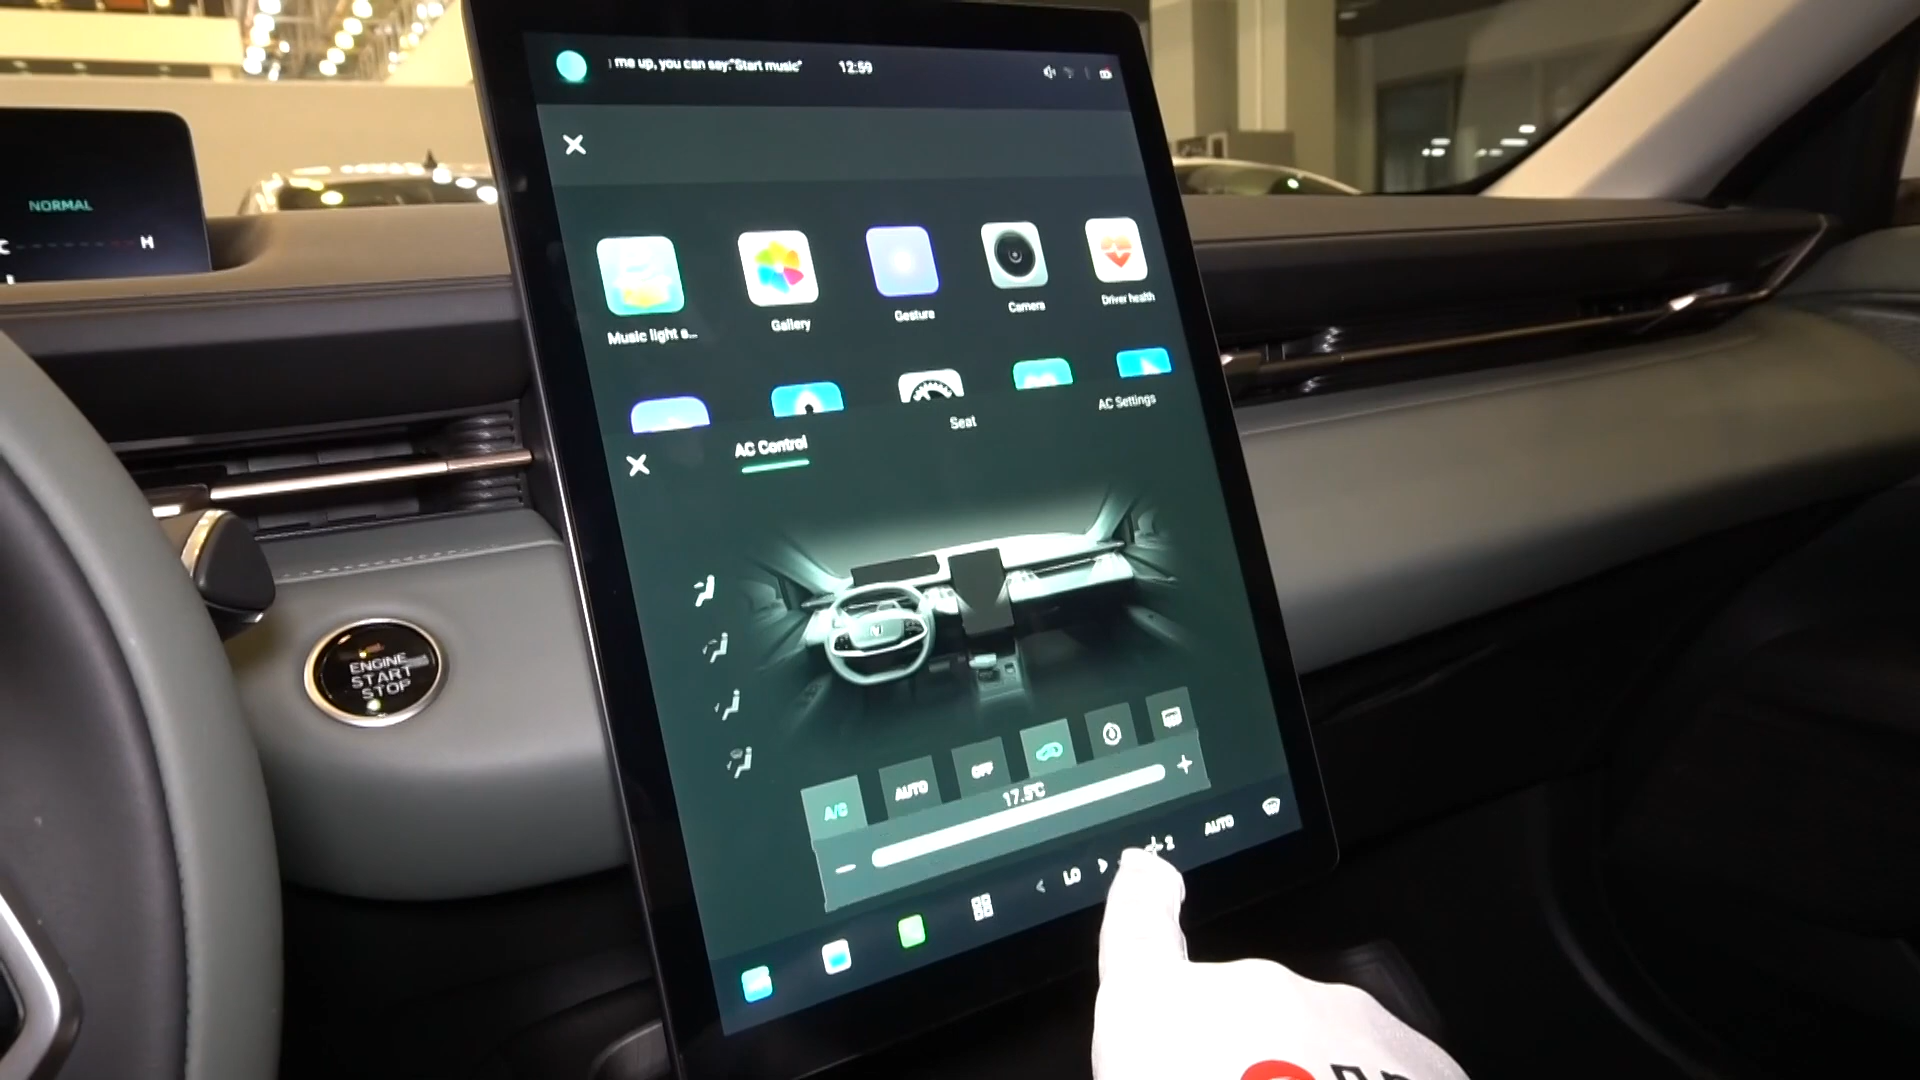 me up, you can say:"Start music"
12:59
NORMAL
C
H
Music light s...
Gallery
Gesture
Camera
Driver health
AC Control
Seat
AC Settings
ENGINE
START
STOP
A/C
AUTO
OFF
17.5℃
LO
2
AUTO